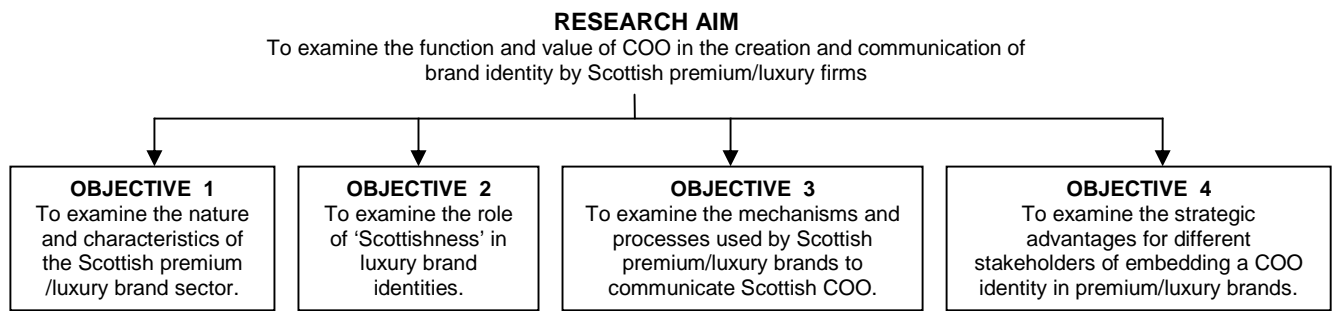 RESEARCH AIM
To examine the function and value of COO in the creation and communication of
brand identity by Scottish premium/luxury firms
OBJECTIVE 1
To examine the nature
and characteristics of
the Scottish premium
/luxury brand sector.
OBJECTIVE 2
To examine the role
of ‘Scottishness’ in
luxury brand
identities.
OBJECTIVE 3
To examine the mechanisms and
processes used by Scottish
premium/luxury brands to
communicate Scottish COO.
OBJECTIVE 4
To examine the strategic
advantages for different
stakeholders of embedding a COO
identity in premium/luxury brands.